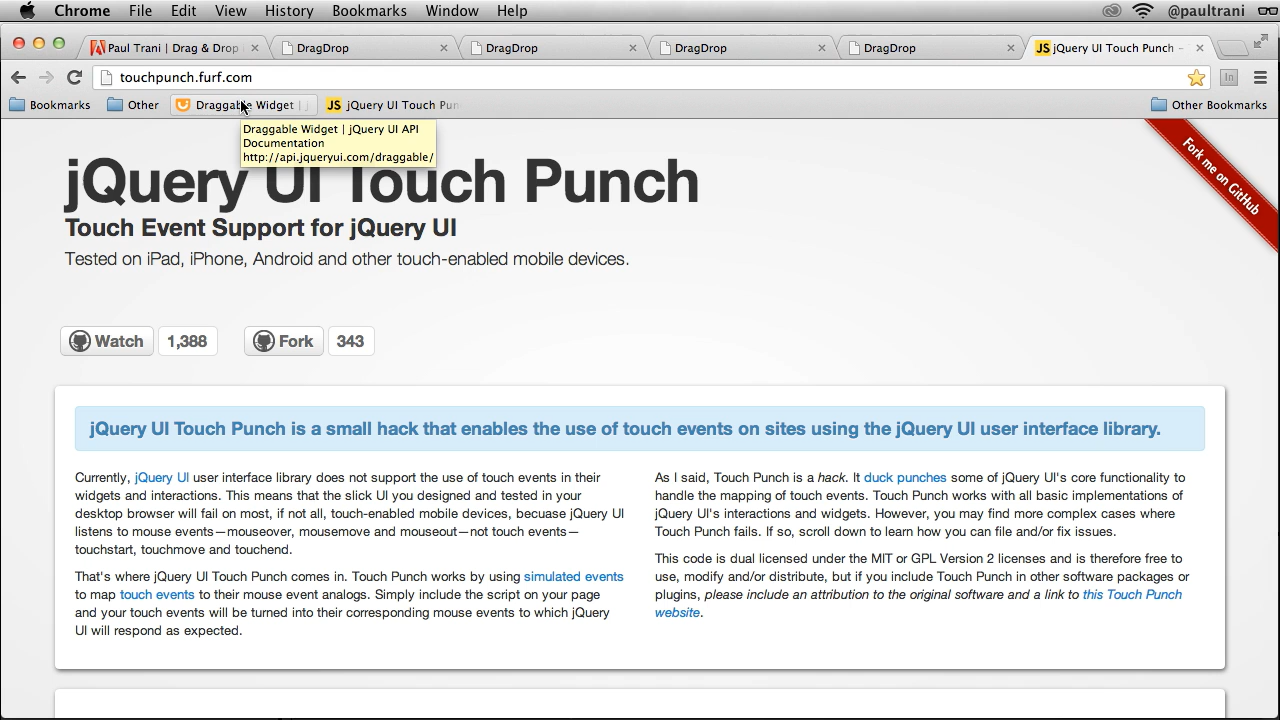 Chrome File Edit View History Bookmarks Window Help @paultrani
Paul Trani | Drag & Drop DragDrop DragDrop DragDrop DragDrop JS jQuery UI Touch Punch –
touchpunch.furf.com
Bookmarks Other Draggable Widget | JS jQuery UI Touch Pun Other Bookmarks
Draggable Widget | jQuery UI API
Documentation
http://api.jqueryui.com/draggable/
Fork me on GitHub
jQuery UI Touch Punch
Touch Event Support for jQuery UI
Tested on iPad, iPhone, Android and other touch-enabled mobile devices.
Watch 1,388 Fork 343
jQuery UI Touch Punch is a small hack that enables the use of touch events on sites using the jQuery UI user interface library.
Currently, jQuery UI user interface library does not support the use of touch events in their
widgets and interactions. This means that the slick UI you designed and tested in your
desktop browser will fail on most, if not all, touch-enabled mobile devices, becuase jQuery UI
listens to mouse events—mouseover, mousemove and mouseout—not touch events—
touchstart, touchmove and touchend.
That's where jQuery UI Touch Punch comes in. Touch Punch works by using simulated events
to map touch events to their mouse event analogs. Simply include the script on your page
and your touch events will be turned into their corresponding mouse events to which jQuery
UI will respond as expected.
As I said, Touch Punch is a hack. It duck punches some of jQuery UI's core functionality to
handle the mapping of touch events. Touch Punch works with all basic implementations of
jQuery UI's interactions and widgets. However, you may find more complex cases where
Touch Punch fails. If so, scroll down to learn how you can file and/or fix issues.
This code is dual licensed under the MIT or GPL Version 2 licenses and is therefore free to
use, modify and/or distribute, but if you include Touch Punch in other software packages or
plugins, please include an attribution to the original software and a link to this Touch Punch
website.